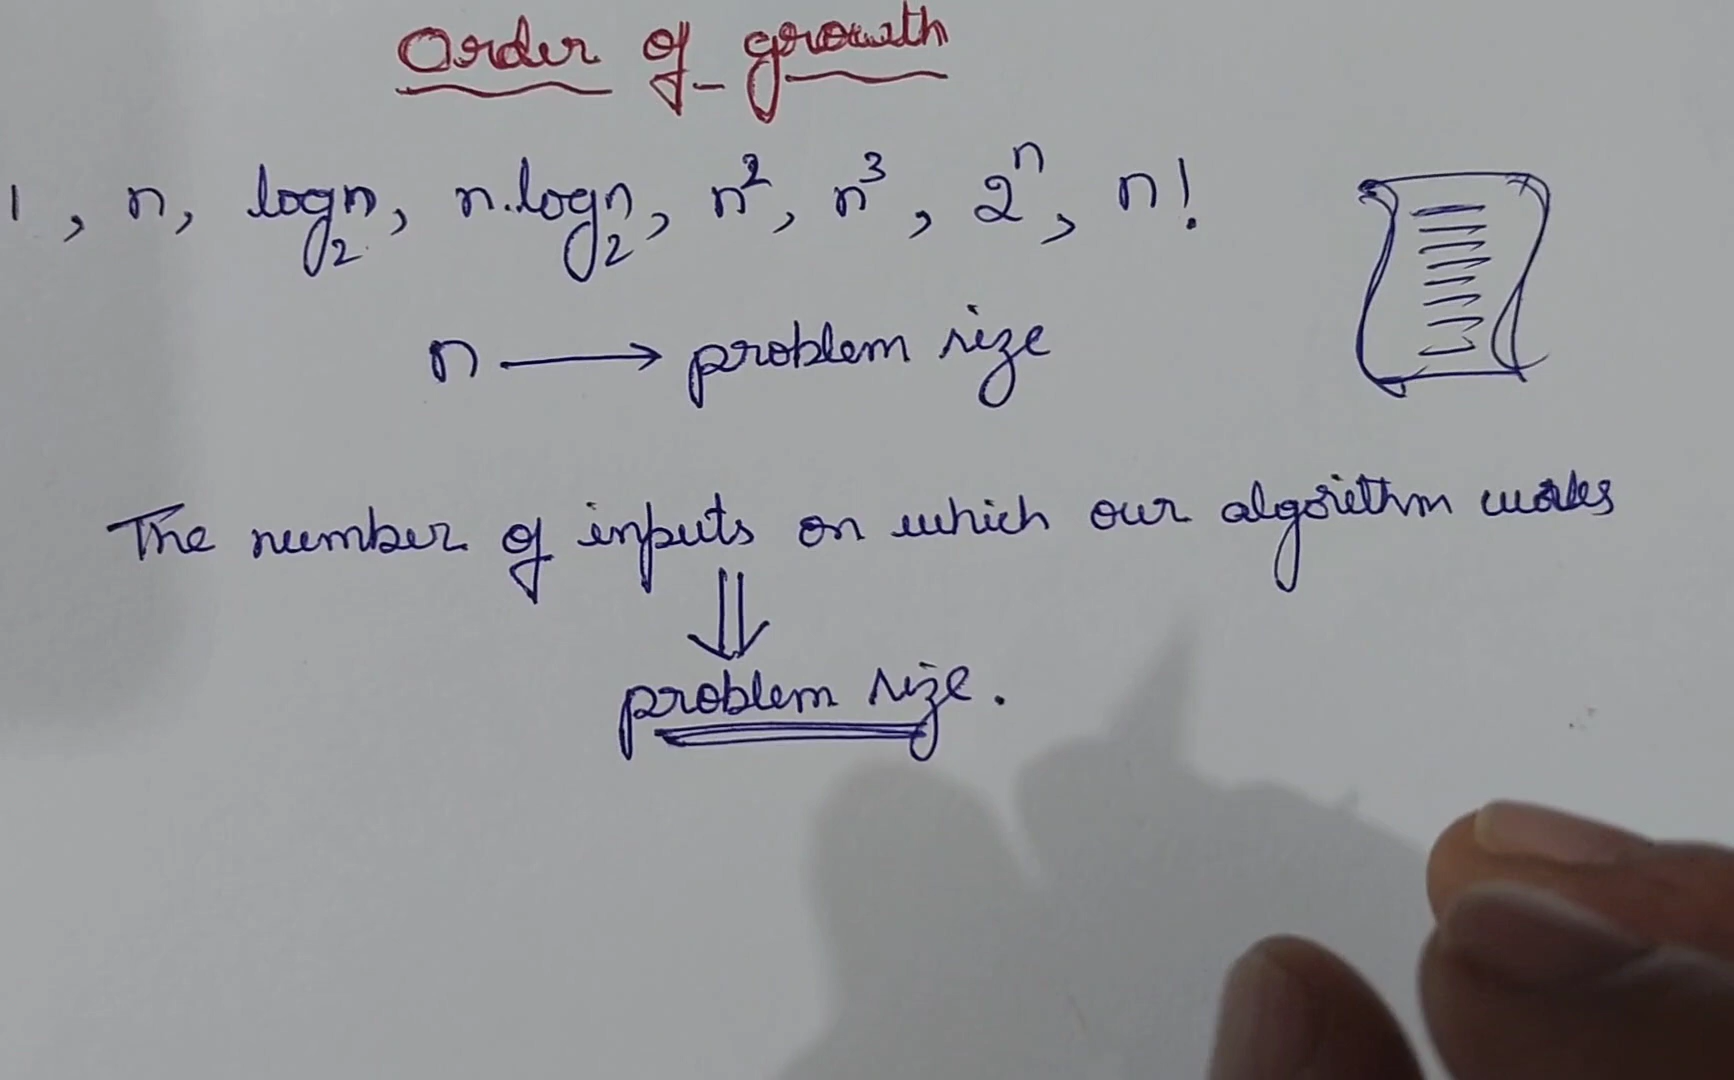 Order of growth
1, n, log₂n, n.log₂n, n², n³, 2ⁿ, n!
n → problem size
The number of inputs on which our algorithm works
⇓
problem size.